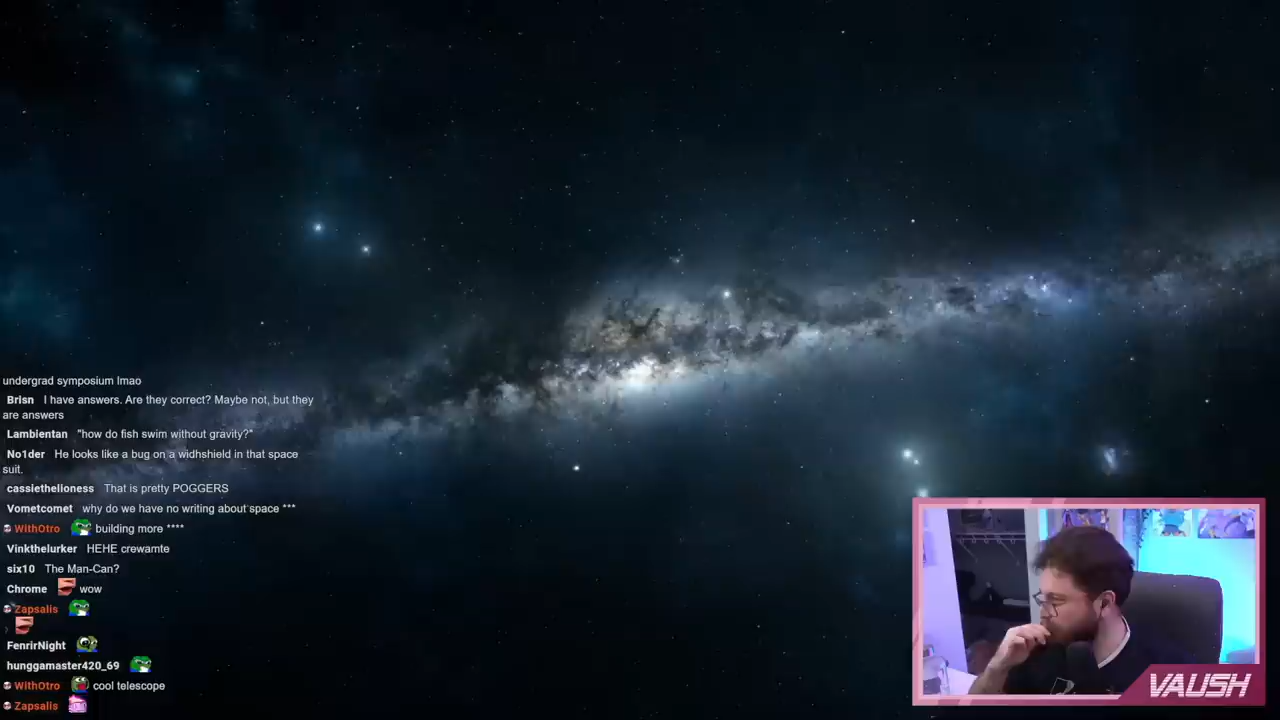 undergrad symposium lmao
Brisn I have answers. Are they correct? Maybe not, but they
are answers
Lambientan "how do fish swim without gravity?"
No1der He looks like a bug on a widhshield in that space
suit.
cassiethelioness That is pretty POGGERS
Vometcomet why do we have no writing about space ***
WithOtro building more ****
Vinkthelurker HEHE crewamte
six10 The Man-Can?
Chrome wow
Zapsalis
FenrirNight
hunggamaster420_69
WithOtro cool telescope
Zapsalis
VAUSH